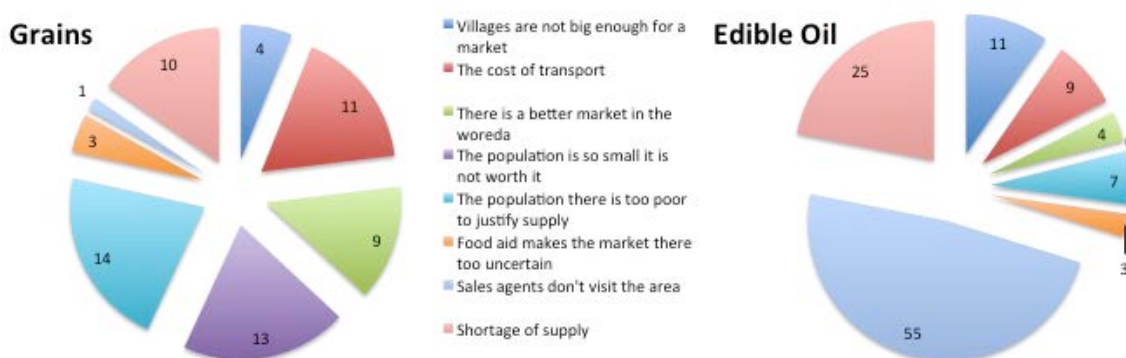 Grains
4
11
9
13
14
3
1
10
Villages are not big enough for a
market
The cost of transport
There is a better market in the
woreda
The population is so small it is
not worth it
The population there is too poor
to justify supply
Food aid makes the market there
too uncertain
Sales agents don't visit the area
Shortage of supply
Edible Oil
11
9
4
7
3
55
25